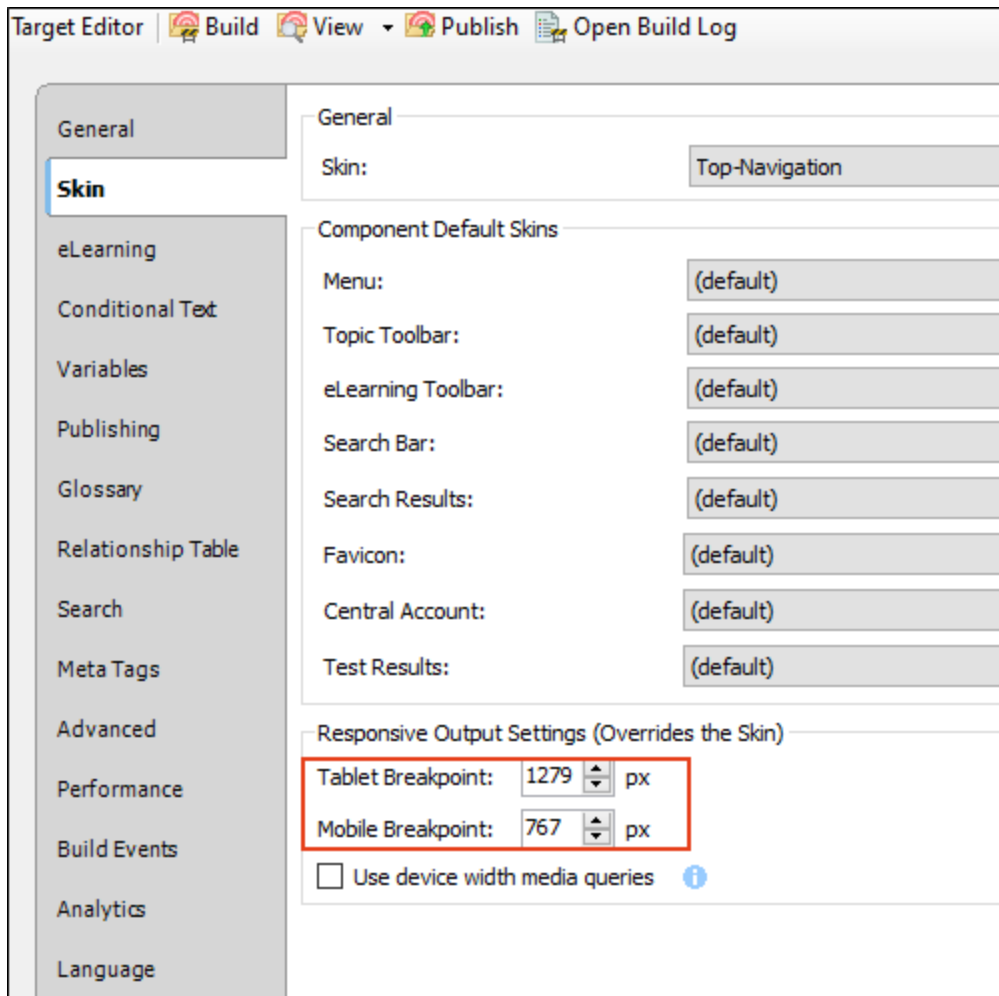 Target Editor Build View Publish Open Build Log
General
Skin
eLearning
Conditional Text
Variables
Publishing
Glossary
Relationship Table
Search
Meta Tags
Advanced
Performance
Build Events
Analytics
Language
General
Skin: Top-Navigation
Component Default Skins
Menu: (default)
Topic Toolbar: (default)
eLearning Toolbar: (default)
Search Bar: (default)
Search Results: (default)
Favicon: (default)
Central Account: (default)
Test Results: (default)
Responsive Output Settings (Overrides the Skin)
Tablet Breakpoint: 1279 px
Mobile Breakpoint: 767 px
Use device width media queries